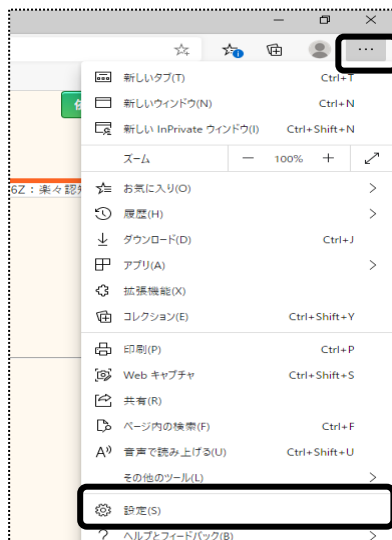 新しいタブ(T) Ctrl+T
新しいウィンドウ(N) Ctrl+N
新しい InPrivate ウィンドウ(I) Ctrl+Shift+N
ズーム 100%
6Z：楽々認
お気に入り(O)
履歴(H)
ダウンロード(D) Ctrl+J
アプリ(A)
拡張機能(X)
コレクション(E) Ctrl+Shift+Y
印刷(P) Ctrl+P
Web キャプチャ Ctrl+Shift+S
共有(R)
ページ内の検索(F) Ctrl+F
音声で読み上げる(U) Ctrl+Shift+U
その他のツール(L)
設定(S)
ヘルプとフィードバック(B)